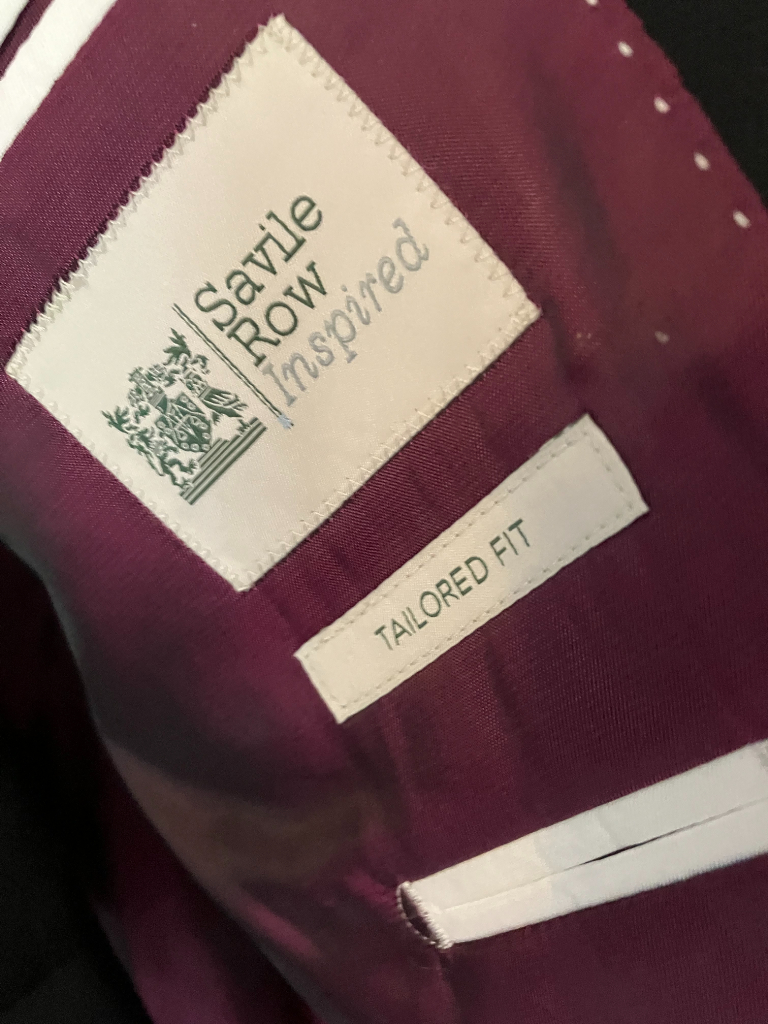 Savile
Row
Inspired
TAILORED FIT